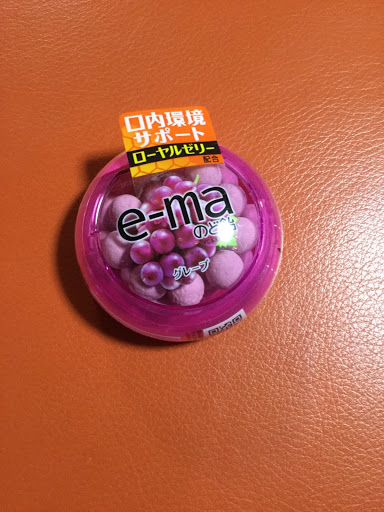 口内環境
サポート
ローヤルゼリー
配合
e-ma
のど飴
グレープ